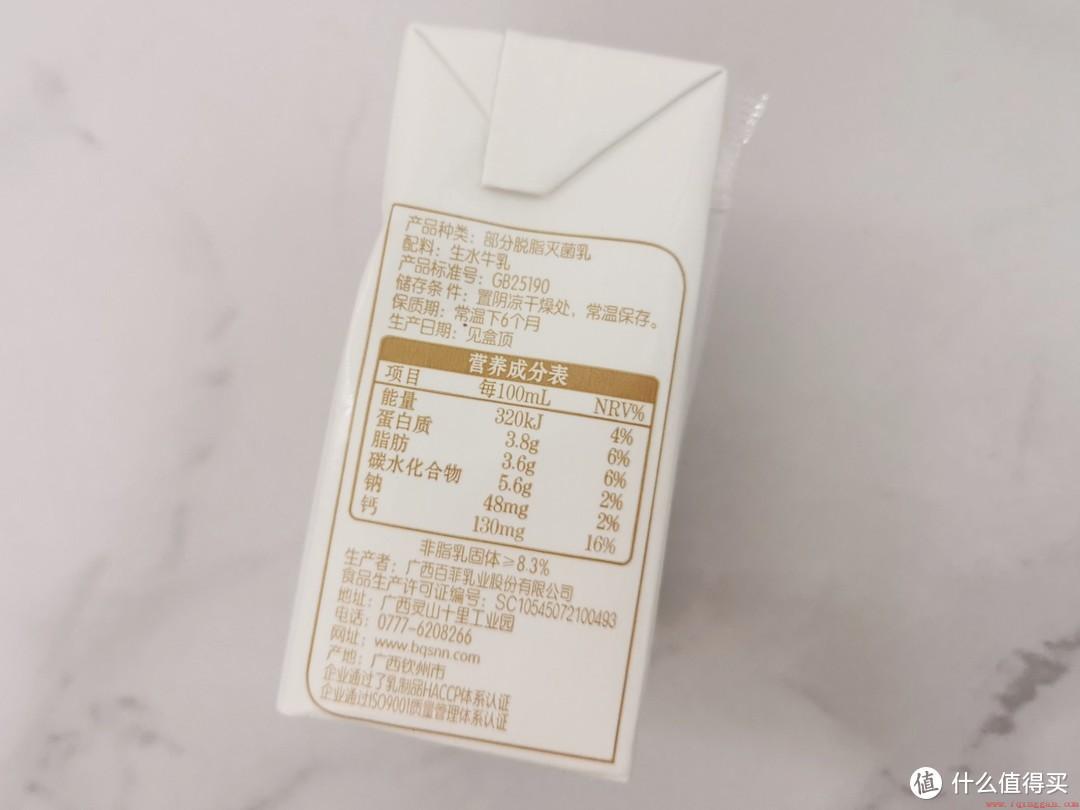 产品种类：部分脱脂灭菌乳
配料：生水牛乳
产品标准号：GB25190
储存条件：置阴凉干燥处，常温保存。
保质期：常温下6个月
生产日期：见盒顶
营养成分表
项目 每100mL NRV%
能量 320kJ 4%
蛋白质 3.8g 6%
脂肪 3.6g 6%
碳水化合物 5.6g 2%
钠 48mg 2%
钙 130mg 16%
非脂乳固体≥8.3%
生产者：广西百菲乳业股份有限公司
食品生产许可证编号：SC10545072100493
地址：广西灵山十里工业园
电话：0777-6208266
网址：www.bqsnn.com
产地：广西钦州市
企业通过了乳制品HACCP体系认证
企业通过ISO9001质量管理体系认证
值 什么值得买
www.iqinggan.com